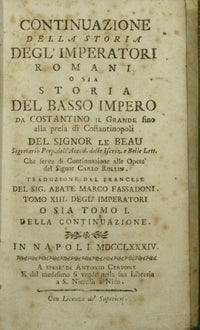 CONTINUAZIONE
DELLA STORIA
DEGL' IMPERATORI
ROMANI
O SIA
STORIA
DEL BASSO IMPERO
DA COSTANTINO IL GRANDE fino
alla presa di Costantinopoli
DEL SIGNOR LE BEAU
Segretario Perp. dell' Accad. delle Iscriz. e Belle Lett.
Che serve di Continuazione alle Opere
del Signor CARLO ROLLIN.
TRADUZIONE DAL FRANCESE
DEL SIG. ABATE MARCO FASSADONI.
TOMO XIII. DEGL' IMPERATORI
O SIA TOMO I.
DELLA CONTINUAZIONE.
IN NAPOLI MDCCLXXXIV.
A spese di ANTONIO CERVONE
E dal medesimo si vende nella sua Libreria
a S. Niccola a Nilo.
Con Licenza de' Superiori.